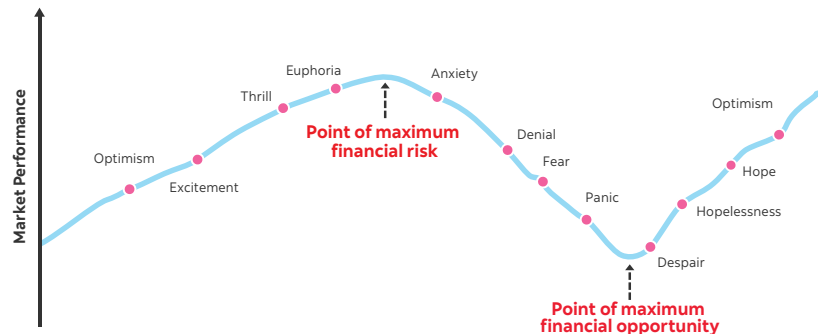 Market Performance
Optimism
Excitement
Thrill
Euphoria
Point of maximum
financial risk
Anxiety
Denial
Fear
Panic
Point of maximum
financial opportunity
Despair
Hopelessness
Hope
Optimism